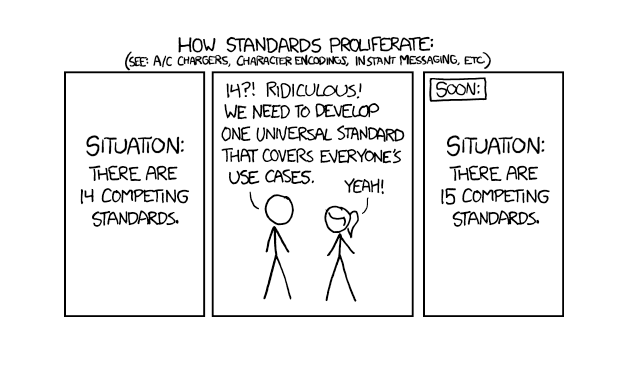 HOW STANDARDS PROLIFERATE:
(SEE: A/C CHARGERS, CHARACTER ENCODINGS, INSTANT MESSAGING, ETC.)
SITUATION:
THERE ARE
14 COMPETING
STANDARDS.
14?! RIDICULOUS!
WE NEED TO DEVELOP
ONE UNIVERSAL STANDARD
THAT COVERS EVERYONE'S
USE CASES.
YEAH!
SOON:
SITUATION:
THERE ARE
15 COMPETING
STANDARDS.